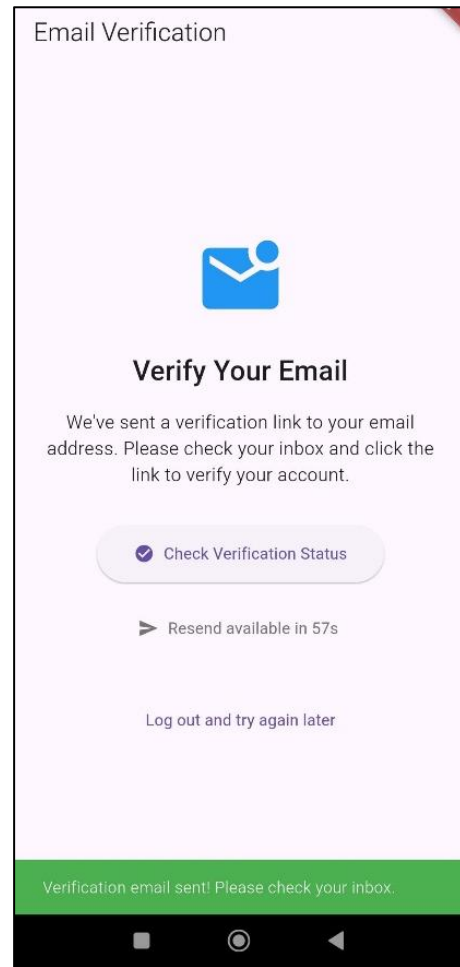 Email Verification
Verify Your Email
We've sent a verification link to your email
address. Please check your inbox and click the
link to verify your account.
Check Verification Status
Resend available in 57s
Log out and try again later
Verification email sent! Please check your inbox.